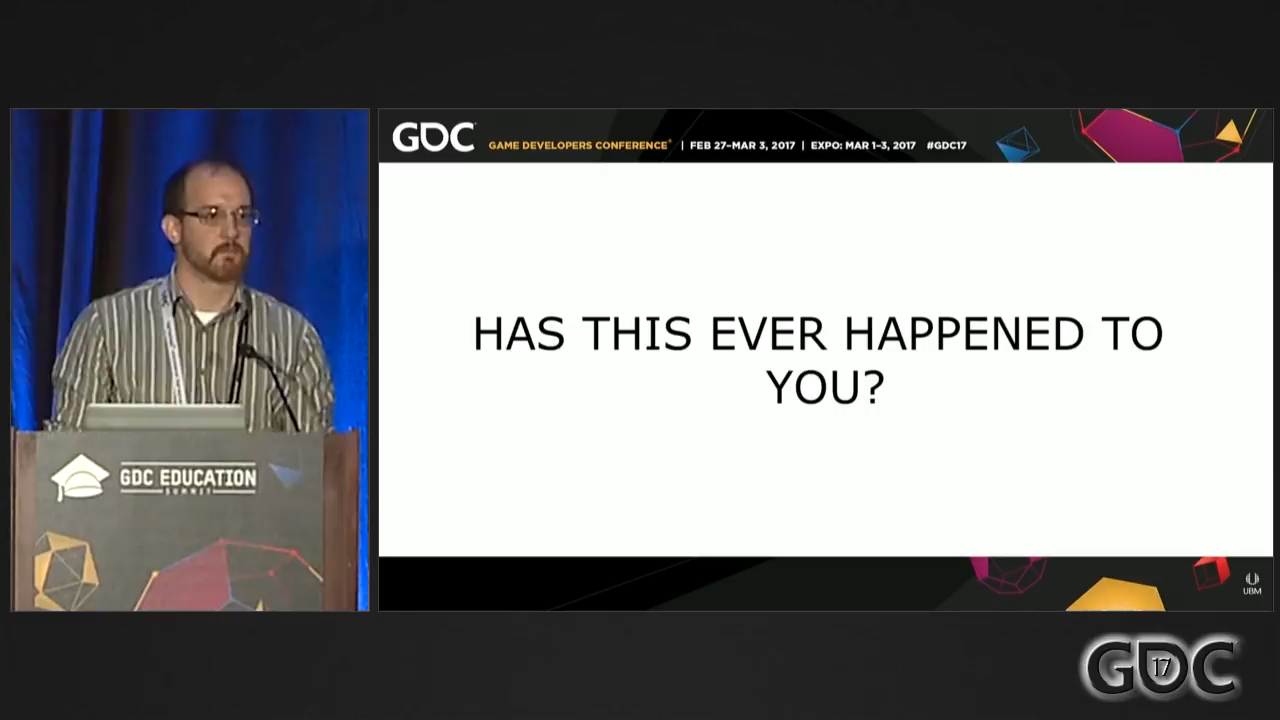 GDC
GAME DEVELOPERS CONFERENCE® | FEB 27–MAR 3, 2017 | EXPO: MAR 1–3, 2017 #GDC17
HAS THIS EVER HAPPENED TO
YOU?
GDC EDUCATION
SUMMIT
UBM
GDC
17